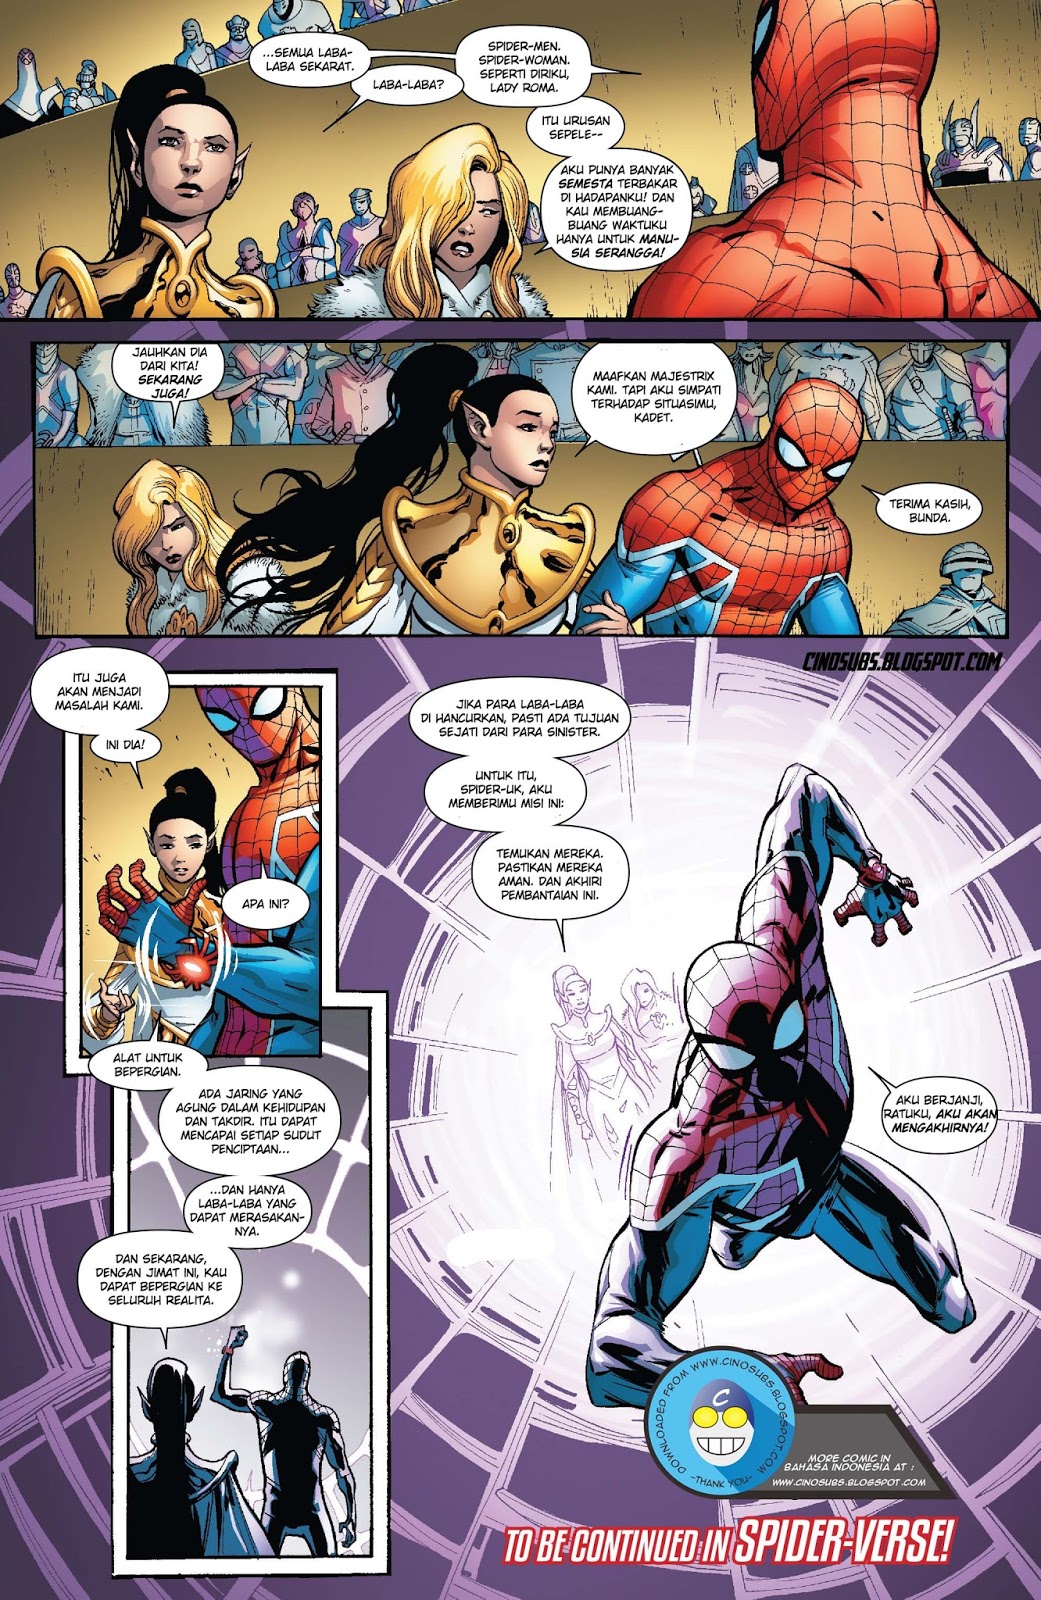 ...SEMUA LABA-
LABA SEKARAT.
LABA-LABA?
SPIDER-MEN.
SPIDER-WOMAN.
SEPERTI DIRIKU,
LADY ROMA.
ITU URUSAN
SEPELE--
AKU PUNYA BANYAK
SEMESTA TERBAKAR
DI HADAPANKU! DAN
KAU MEMBUANG-
BUANG WAKTUKU
HANYA UNTUK MANU-
SIA SERANGGA!
JAUHKAN DIA
DARI KITA!
SEKARANG
JUGA!
MAAFKAN MAJESTRIX
KAMI. TAPI AKU SIMPATI
TERHADAP SITUASIMU,
KADET.
TERIMA KASIH,
BUNDA.
CINOSUBS.BLOGSPOT.COM
ITU JUGA
AKAN MENJADI
MASALAH KAMI.
INI DIA!
APA INI?
ALAT UNTUK
BEPERGIAN.
ADA JARING YANG
AGUNG DALAM KEHIDUPAN
DAN TAKDIR. ITU DAPAT
MENCAPAI SETIAP SUDUT
PENCIPTAAN...
...DAN HANYA
LABA-LABA YANG
DAPAT MERASAKAN-
NYA.
DAN SEKARANG,
DENGAN JIMAT INI, KAU
DAPAT BEPERGIAN KE
SELURUH REALITA.
JIKA PARA LABA-LABA
DI HANCURKAN, PASTI ADA TUJUAN
SEJATI DARI PARA SINISTER.
UNTUK ITU,
SPIDER-UK, AKU
MEMBERIMU MISI INI:
TEMUKAN MEREKA.
PASTIKAN MEREKA
AMAN. DAN AKHIRI
PEMBANTAIAN INI.
AKU BERJANJI,
RATUKU, AKU AKAN
MENGAKHIRNYA!
DOWNLOADED FROM WWW.CINOSUBS.BLOGSPOT.COM
C
-THANK YOU-
MORE COMIC IN
BAHASA INDONESIA AT :
WWW.CINOSUBS.BLOGSPOT.COM
TO BE CONTINUED IN SPIDER-VERSE!